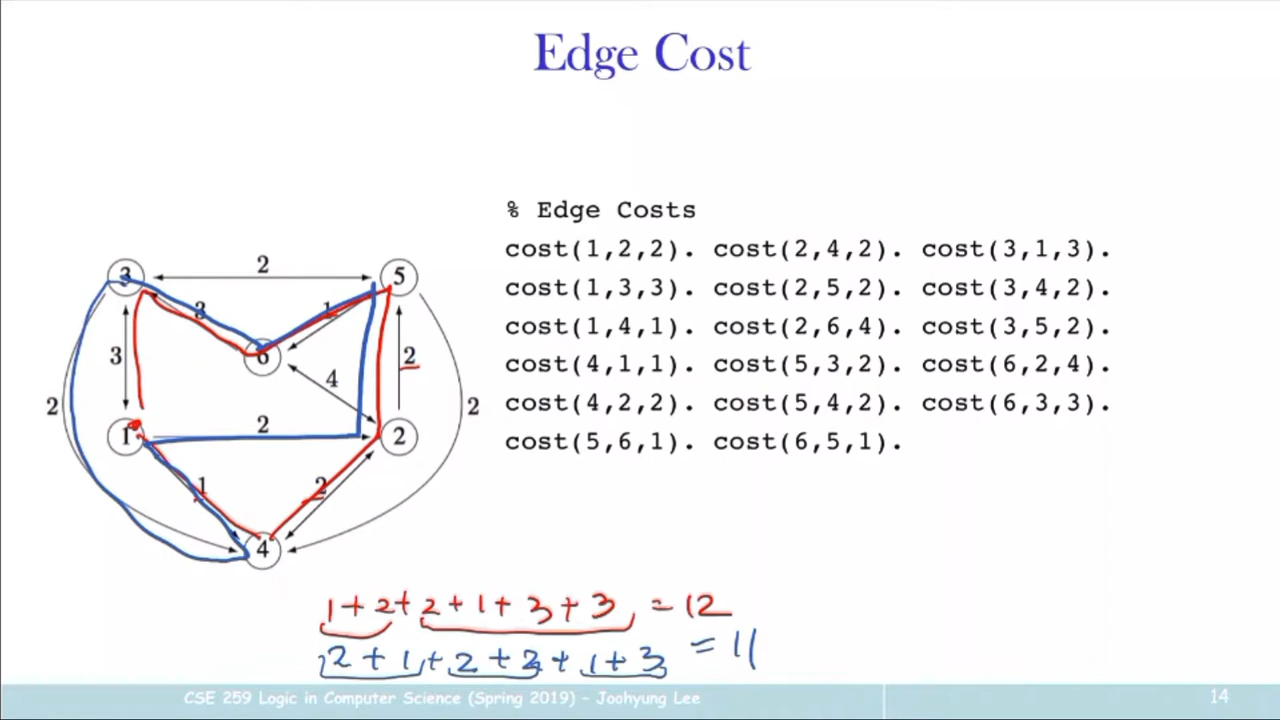 Edge Cost
% Edge Costs
cost(1,2,2). cost(2,4,2). cost(3,1,3).
cost(1,3,3). cost(2,5,2). cost(3,4,2).
cost(1,4,1). cost(2,6,4). cost(3,5,2).
cost(4,1,1). cost(5,3,2). cost(6,2,4).
cost(4,2,2). cost(5,4,2). cost(6,3,3).
cost(5,6,1). cost(6,5,1).
3 2 5
3 1
6
3 4 2
2 2
1 2 2
1 2
4
1+2+2+1+3+3 = 12
2+1+2+2+1+3 = 11
CSE 259 Logic in Computer Science (Spring 2019) – Joohyung Lee
14